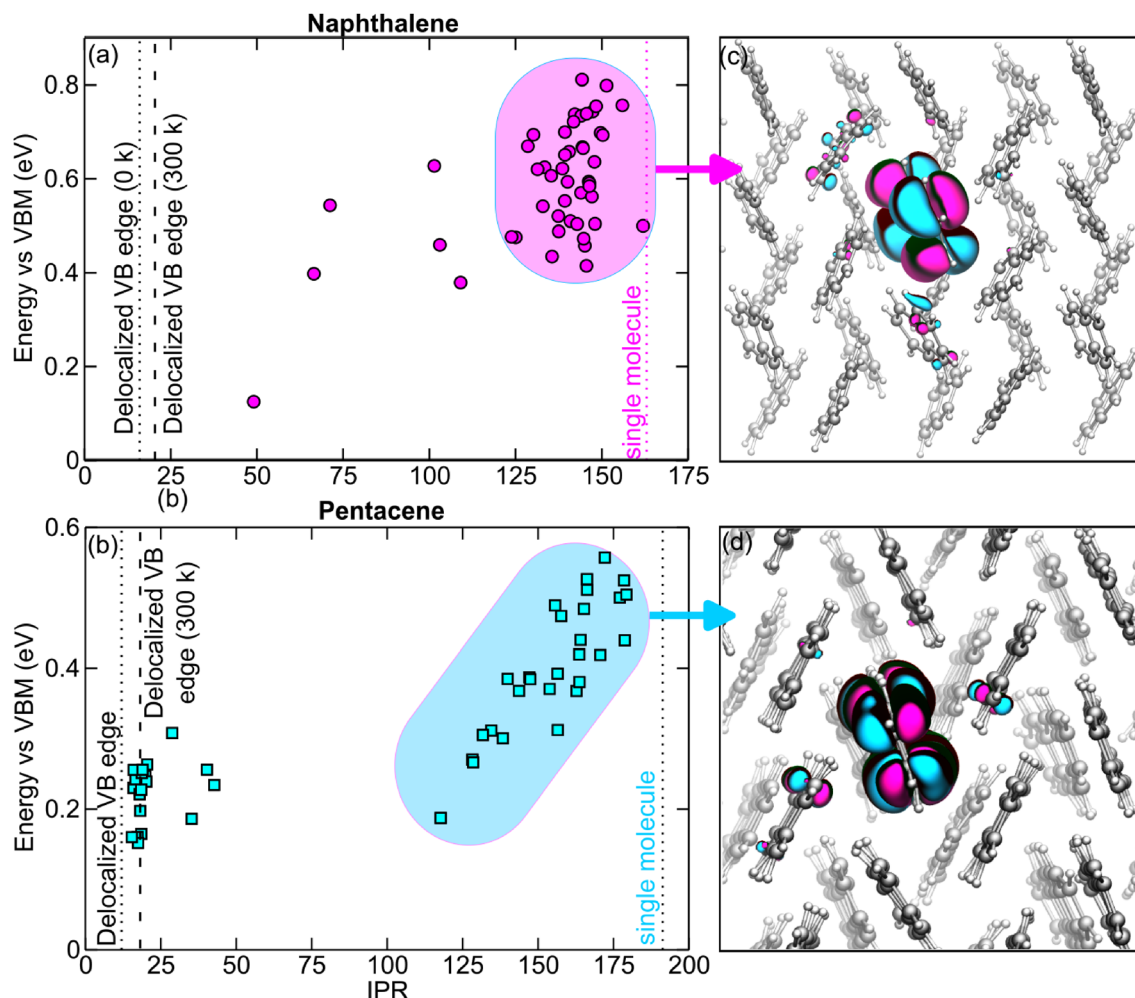 Naphthalene
(a)
Energy vs VBM (eV)
0.8
0.6
0.4
0.2
0
Delocalized VB edge (0 k)
Delocalized VB edge (300 k)
single molecule
0 25 50 75 100 125 150 175
(c)
(b)
Pentacene
(b)
Energy vs VBM (eV)
0.6
0.4
0.2
0
Delocalized VB edge
Delocalized VB
edge (300 k)
single molecule
0 25 50 75 100 125 150 175 200
IPR
(d)